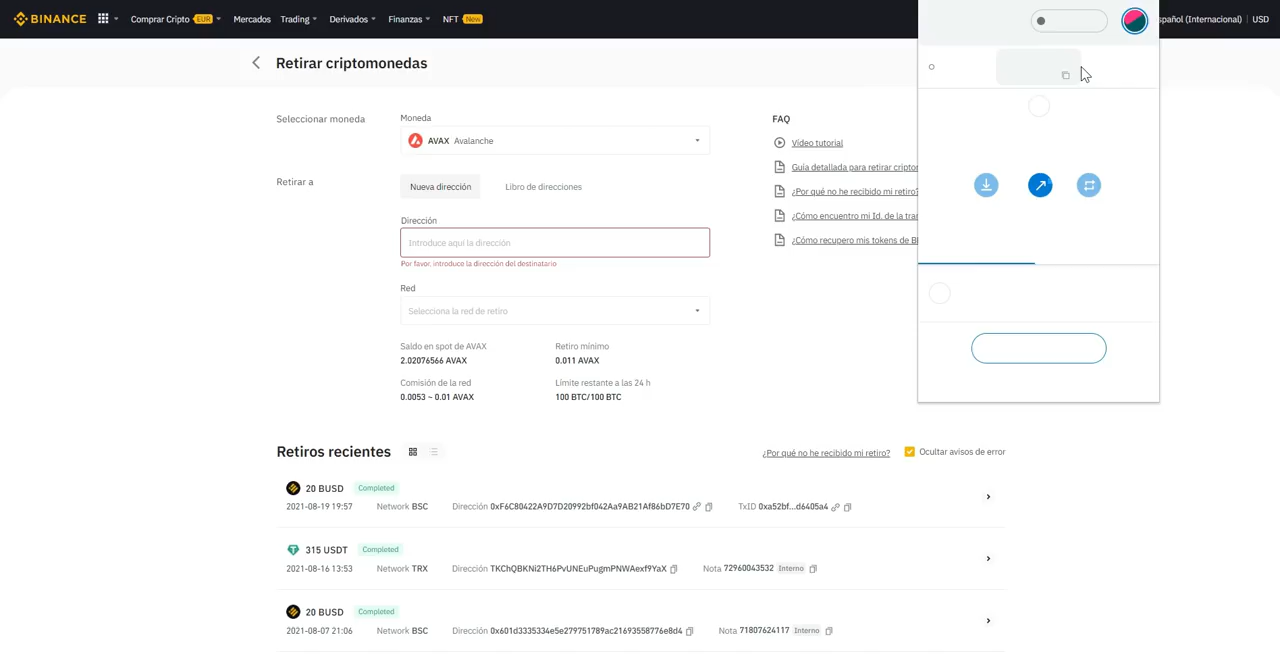 BINANCE Comprar Cripto EUR Mercados Trading Derivados Finanzas NFT New spañol (Internacional) USD
Retirar criptomonedas
Seleccionar moneda
Moneda
AVAX Avalanche
Retirar a
Nueva dirección Libro de direcciones
Dirección
Introduce aquí la dirección
Por favor, introduce la dirección del destinatario
Red
Selecciona la red de retiro
Saldo en spot de AVAX Retiro mínimo
2.02076566 AVAX 0.011 AVAX
Comisión de la red Límite restante a las 24 h
0.0053 ~ 0.01 AVAX 100 BTC/100 BTC
FAQ
Vídeo tutorial
Guía detallada para retirar cripto
¿Por qué no he recibido mi retiro?
¿Cómo encuentro mi Id. de la tra
¿Cómo recupero mis tokens de B
Retiros recientes ¿Por qué no he recibido mi retiro? Ocultar avisos de error
20 BUSD Completed
2021-08-19 19:57 Network BSC Dirección 0xF6C80422A9D7D20992bf042Aa9AB21Af86bD7E70 TxID 0xa52bf...d6405a4
315 USDT Completed
2021-08-16 13:53 Network TRX Dirección TKChQBKNi2TH6PvUNEuPugmPNWAexf9YaX Nota 72960043532 Interno
20 BUSD Completed
2021-08-07 21:06 Network BSC Dirección 0x601d3335334e5e279751789ac21693558776e8d4 Nota 71807624117 Interno